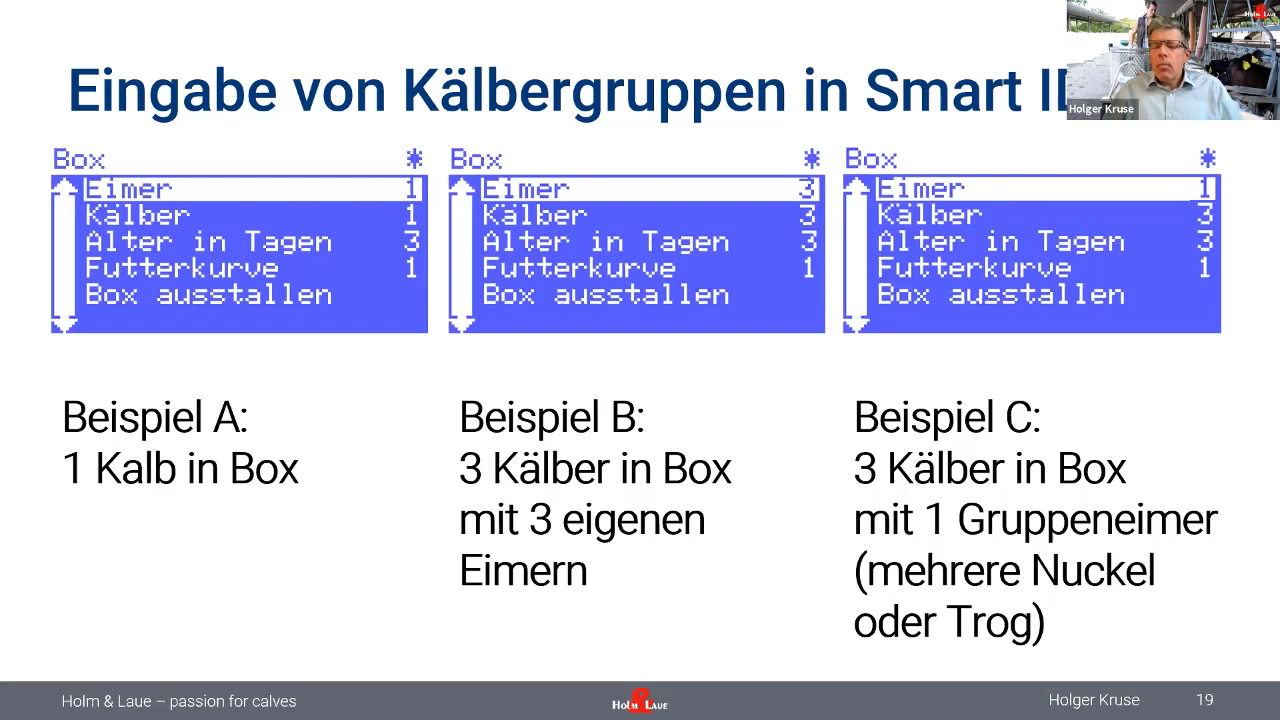 Eingabe von Kälbergruppen in Smart ID
Holm & Laue
Holger Kruse
Box *
Eimer 1
Kälber 1
Alter in Tagen 3
Futterkurve 1
Box ausstallen
Box *
Eimer 3
Kälber 3
Alter in Tagen 3
Futterkurve 1
Box ausstallen
Box *
Eimer 1
Kälber 3
Alter in Tagen 3
Futterkurve 1
Box ausstallen
Beispiel A:
1 Kalb in Box
Beispiel B:
3 Kälber in Box
mit 3 eigenen
Eimern
Beispiel C:
3 Kälber in Box
mit 1 Gruppeneimer
(mehrere Nuckel
oder Trog)
Holm & Laue – passion for calves
Holm & Laue
Holger Kruse
19